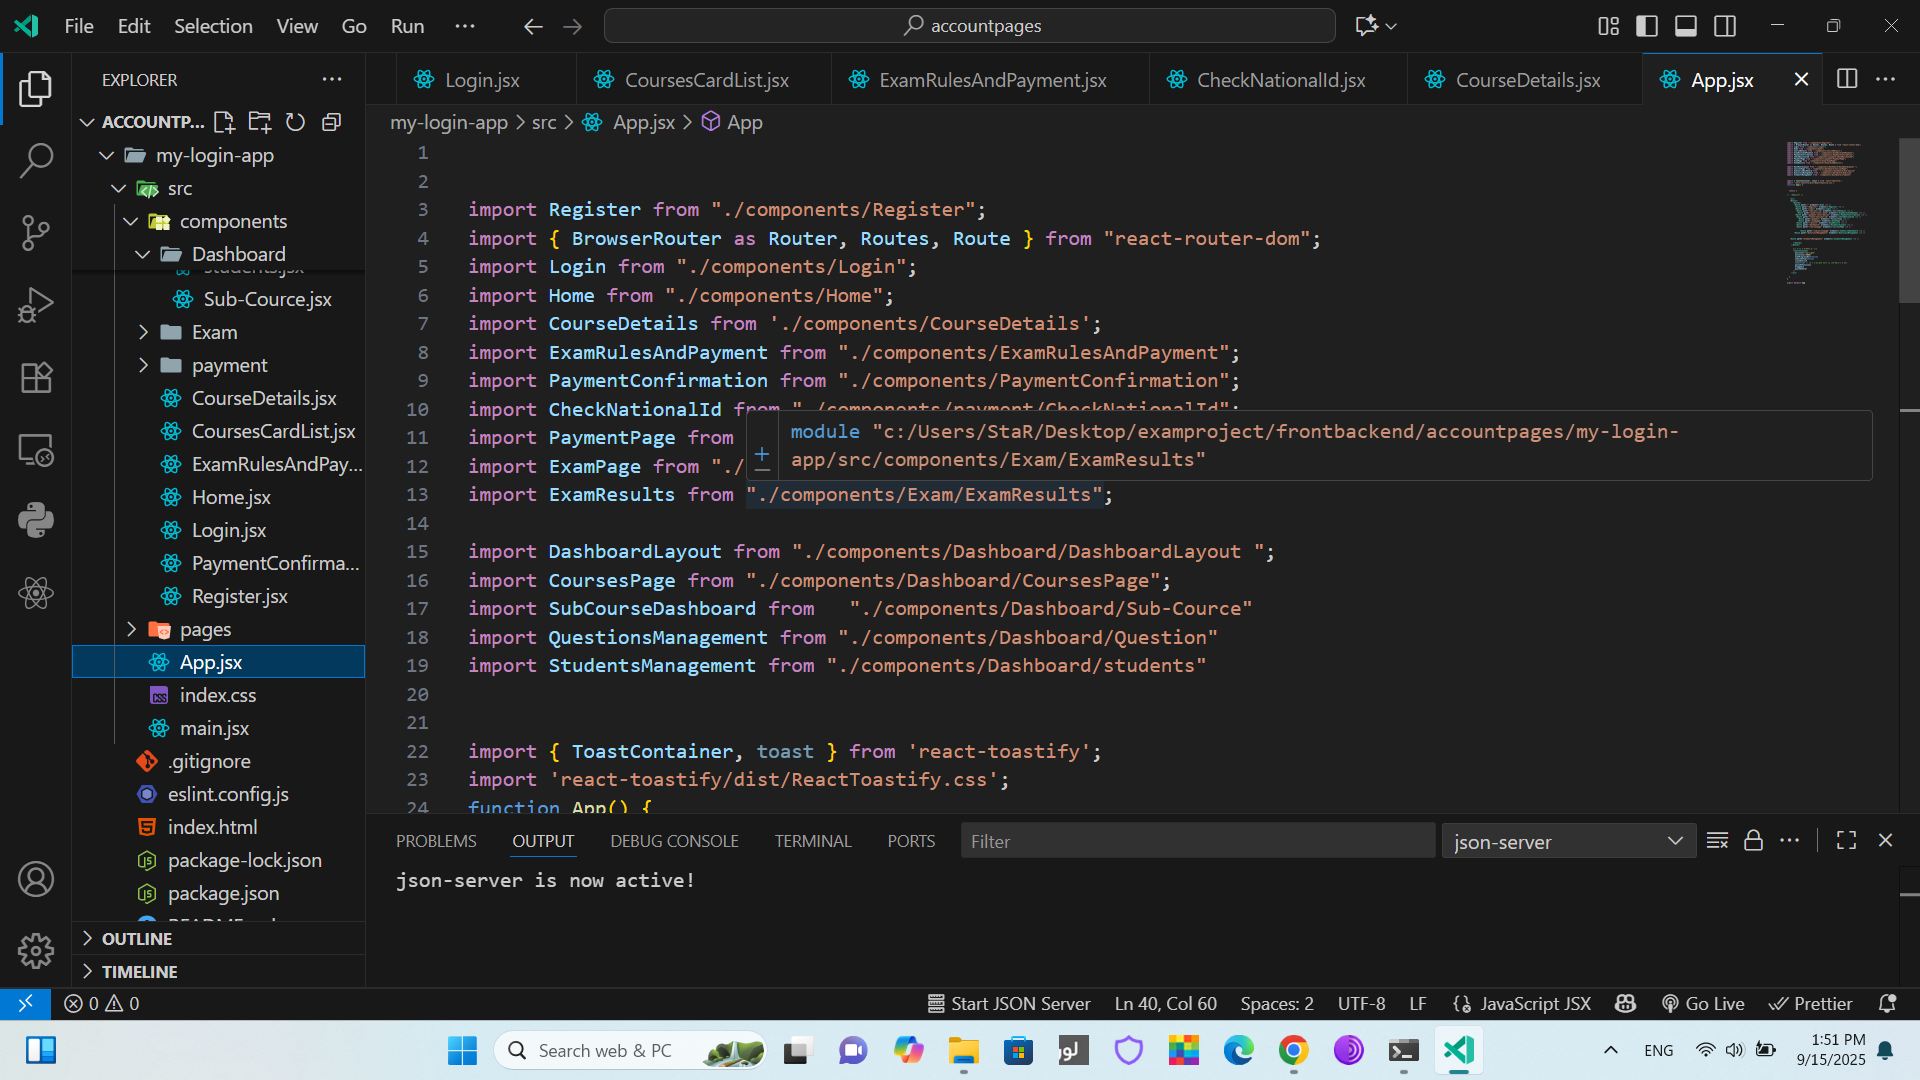 File Edit Selection View Go Run ··· accountpages
EXPLORER
ACCOUNTP...
my-login-app
src
components
Dashboard
Students.jsx
Sub-Cource.jsx
Exam
payment
CourseDetails.jsx
CoursesCardList.jsx
ExamRulesAndPay...
Home.jsx
Login.jsx
PaymentConfirma...
Register.jsx
pages
App.jsx
index.css
main.jsx
.gitignore
eslint.config.js
index.html
package-lock.json
package.json
OUTLINE
TIMELINE
Login.jsx CoursesCardList.jsx ExamRulesAndPayment.jsx CheckNationalId.jsx CourseDetails.jsx App.jsx
my-login-app > src > App.jsx > App
1
2
3 import Register from "./components/Register";
4 import { BrowserRouter as Router, Routes, Route } from "react-router-dom";
5 import Login from "./components/Login";
6 import Home from "./components/Home";
7 import CourseDetails from './components/CourseDetails';
8 import ExamRulesAndPayment from "./components/ExamRulesAndPayment";
9 import PaymentConfirmation from "./components/PaymentConfirmation";
10 import CheckNationalId from "./components/payment/CheckNationalId";
11 import PaymentPage from
12 import ExamPage from "./
module "c:/Users/StaR/Desktop/examproject/frontbackend/accountpages/my-login-
app/src/components/Exam/ExamResults"
13 import ExamResults from "./components/Exam/ExamResults";
14
15 import DashboardLayout from "./components/Dashboard/DashboardLayout ";
16 import CoursesPage from "./components/Dashboard/CoursesPage";
17 import SubCourseDashboard from   "./components/Dashboard/Sub-Cource"
18 import QuestionsManagement from "./components/Dashboard/Question"
19 import StudentsManagement from "./components/Dashboard/students"
20
21
22 import { ToastContainer, toast } from 'react-toastify';
23 import 'react-toastify/dist/ReactToastify.css';
24 function App() {
PROBLEMS OUTPUT DEBUG CONSOLE TERMINAL PORTS Filter json-server
json-server is now active!
0 0 Start JSON Server Ln 40, Col 60 Spaces: 2 UTF-8 LF JavaScript JSX Go Live Prettier
Search web & PC لور ENG 1:51 PM
9/15/2025